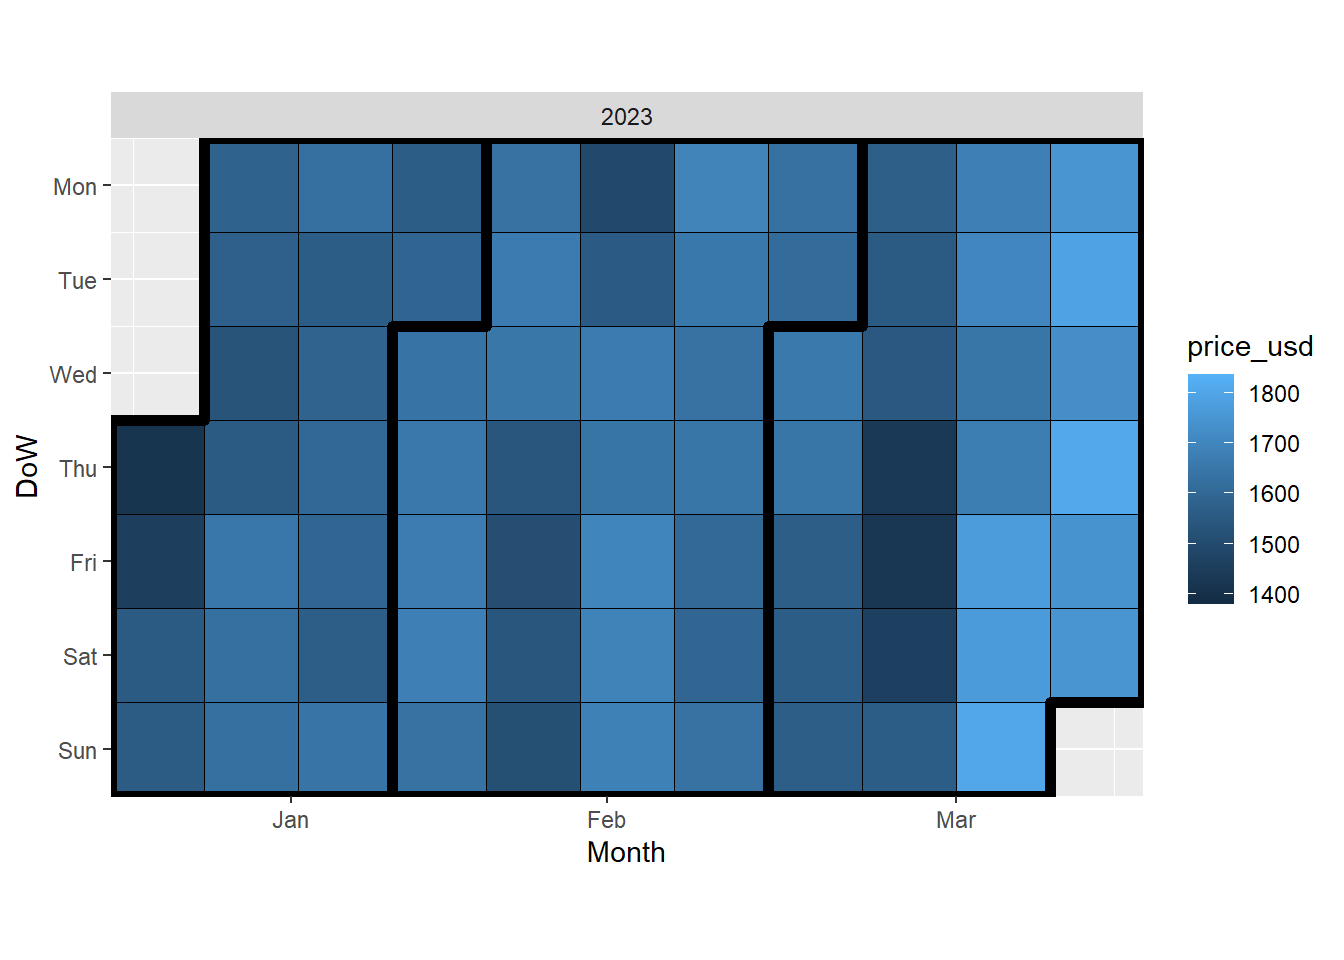 2023
Mon
Tue
Wed
Thu
Fri
Sat
Sun
DoW
Jan Feb Mar
Month
price_usd
1800
1700
1600
1500
1400